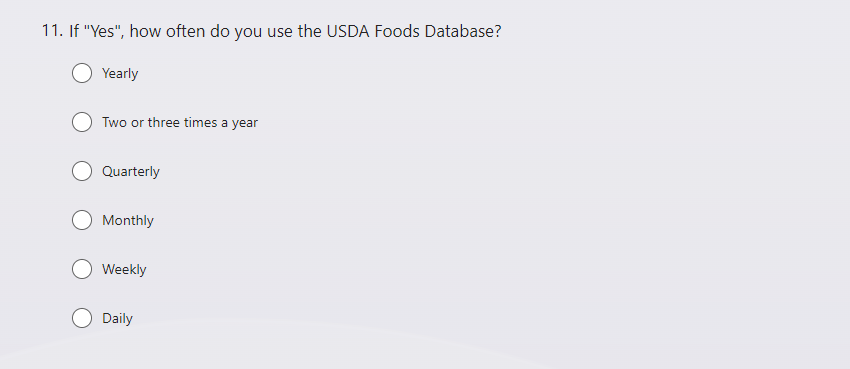 11. If "Yes", how often do you use the USDA Foods Database?
Yearly
Two or three times a year
Quarterly
Monthly
Weekly
Daily